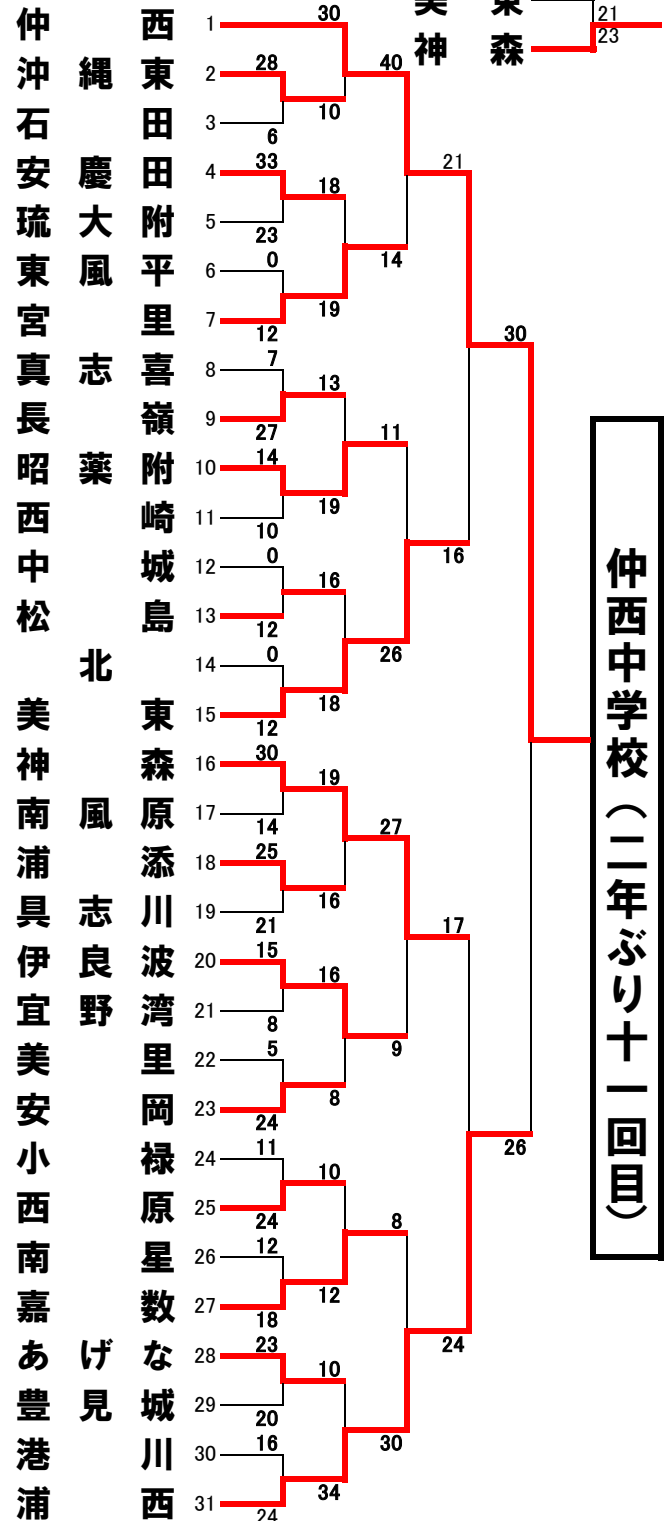 美 東
21
神 森 23
仲 西 1
沖 縄 東 2
石 田 3
安 慶 田 4
琉 大 附 5
東 風 平 6
宮 里 7
真 志 喜 8
長 嶺 9
昭 薬 附 10
西 崎 11
中 城 12
松 島 13
北 14
美 東 15
神 森 16
南 風 原 17
浦 添 18
具 志 川 19
伊 良 波 20
宜 野 湾 21
美 里 22
安 岡 23
小 禄 24
西 原 25
南 星 26
嘉 数 27
あ げ な 28
豊 見 城 29
港 川 30
浦 西 31
28
6
33
23
0
12
7
27
14
10
0
12
0
12
30
14
25
21
15
8
5
24
11
24
12
18
23
20
16
24
30
10
18
19
13
19
16
18
19
16
16
8
10
12
10
34
40
14
11
26
27
9
8
30
21
16
17
24
30
26
仲西中学校（二年ぶり十一回目）